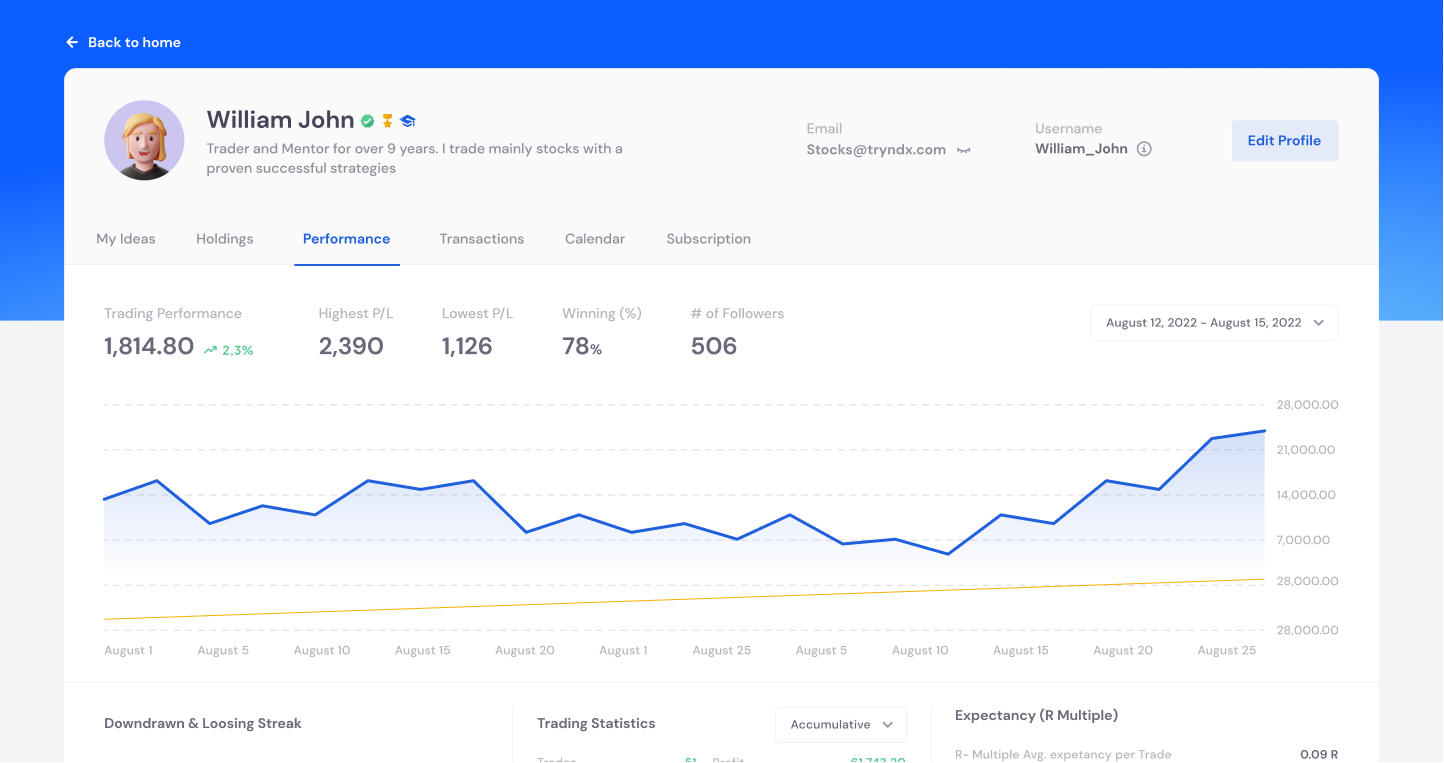 Back to home
William John
Trader and Mentor for over 9 years. I trade mainly stocks with a
proven successful strategies
Email
Stocks@tryndx.com
Username
William_John
Edit Profile
My Ideas
Holdings
Performance
Transactions
Calendar
Subscription
Trading Performance
1,814.80
2,3%
Highest P/L
2,390
Lowest P/L
1,126
Winning (%)
78%
# of Followers
506
August 12, 2022 - August 15, 2022
28,000.00
21,000.00
14,000.00
7,000.00
28,000.00
28,000.00
August 1
August 5
August 10
August 15
August 20
August 1
August 25
August 5
August 10
August 15
August 20
August 25
Downdrawn & Loosing Streak
Trading Statistics
Accumulative
Trades
51
Profit
61,743.20
Expectancy (R Multiple)
R- Multiple Avg. expetancy per Trade
0.09 R